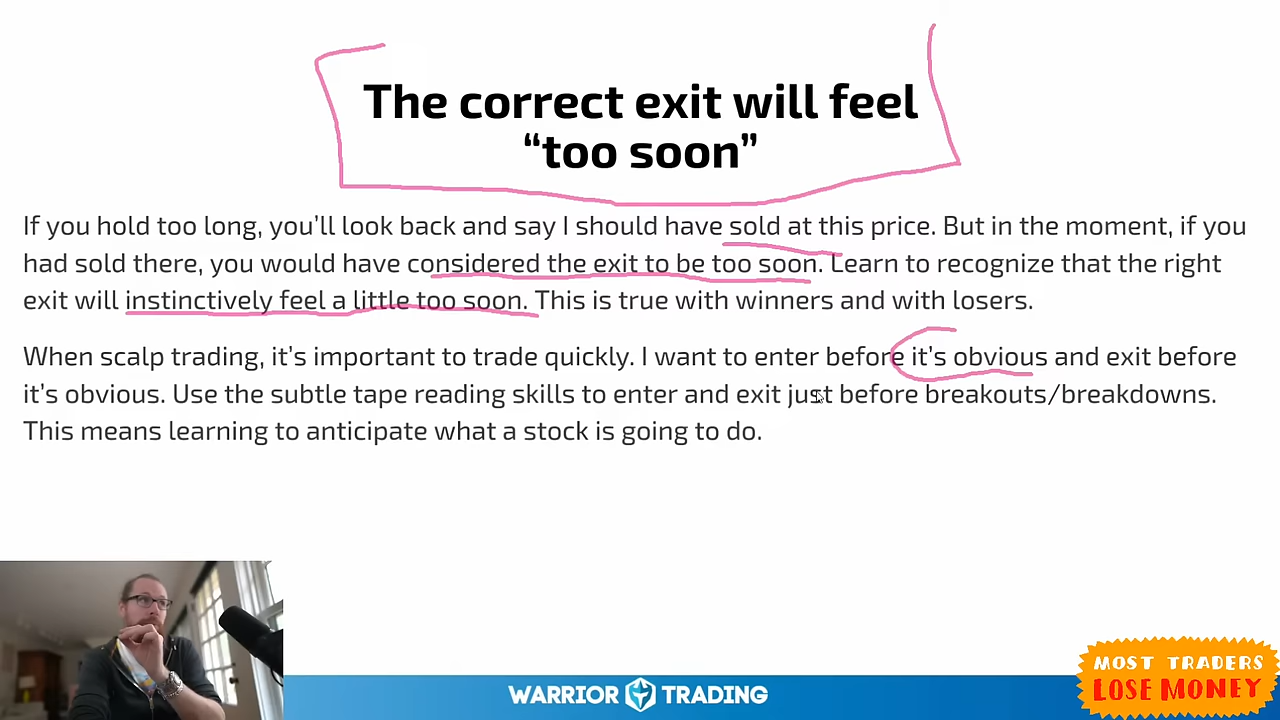 The correct exit will feel
“too soon”
If you hold too long, you’ll look back and say I should have sold at this price. But in the moment, if you
had sold there, you would have considered the exit to be too soon. Learn to recognize that the right
exit will instinctively feel a little too soon. This is true with winners and with losers.
When scalp trading, it’s important to trade quickly. I want to enter before it’s obvious and exit before
it’s obvious. Use the subtle tape reading skills to enter and exit just before breakouts/breakdowns.
This means learning to anticipate what a stock is going to do.
MOST TRADERS
LOSE MONEY
WARRIOR TRADING